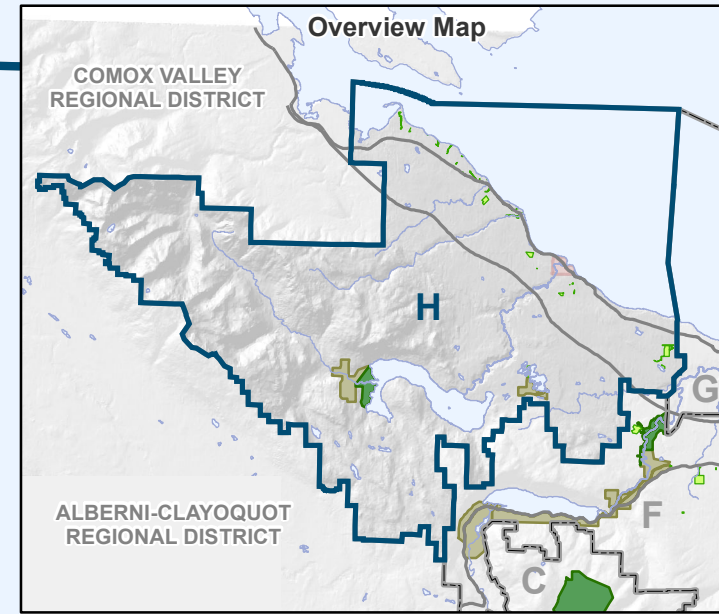 Overview Map
COMOX VALLEY
REGIONAL DISTRICT
H
G
ALBERNI-CLAYOQUOT
REGIONAL DISTRICT
F
C